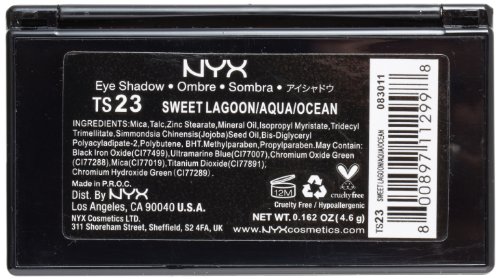 NYX
Eye Shadow • Ombre • Sombra • アイシャドウ
TS23 SWEET LAGOON/AQUA/OCEAN
INGREDIENTS:Mica,Talc,Zinc Stearate,Mineral Oil,Isopropyl Myristate,Tridecyl
Trimellitate,Simmondsia Chinensis(Jojoba)Seed Oil,Bis-Diglyceryl
Polyacyladipate-2,Polybutene, BHT.Methylparaben,Propylparaben,May Contain:
Black Iron Oxide(CI77499),Ultramarine Blue(CI77007),Chromium Oxide Green
(CI77288),Mica(CI77019),Titanium Dioxide(CI77891),
Chromium Hydroxide Green (CI77289).
Made in P.R.O.C.
Dist. By NYX
Los Angeles, CA 90040 U.S.A.
NYX Cosmetics LTD.
311 Shoreham Street, Sheffield, S2 4FA, UK
12M
Cruelty Free / Hypoallergenic
NET WT. 0.162 OZ (4.6 g)
www.NYXcosmetics.com
083011
8 00897 11299 8
SWEET LAGOON/AQUA/OCEAN
TS23